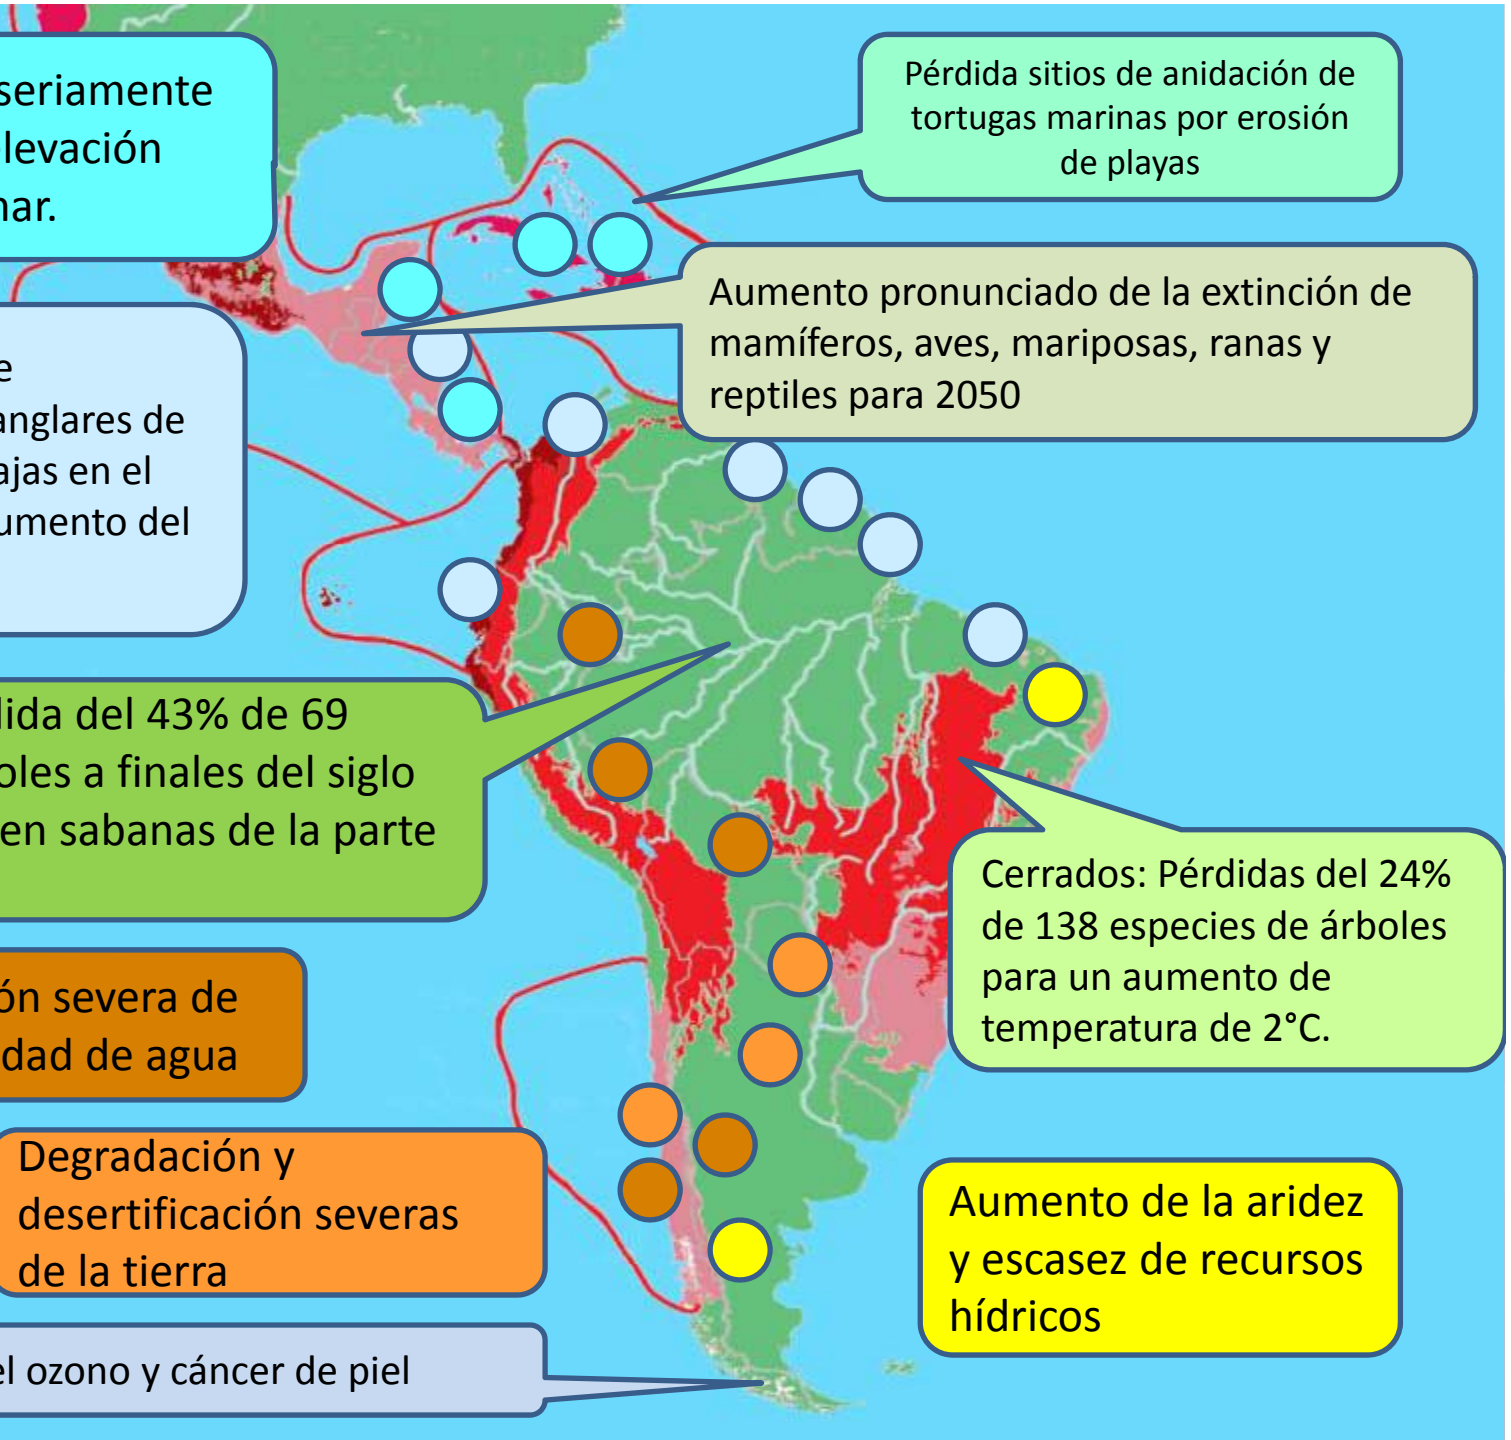 seriamente
elevación
mar.
Pérdida sitios de anidación de
tortugas marinas por erosión
de playas
Aumento pronunciado de la extinción de
mamíferos, aves, mariposas, ranas y
reptiles para 2050
e
anglares de
ajas en el
umento del
dida del 43% de 69
oles a finales del siglo
en sabanas de la parte
Cerrados: Pérdidas del 24%
de 138 especies de árboles
para un aumento de
temperatura de 2°C.
ón severa de
dad de agua
Degradación y
desertificación severas
de la tierra
Aumento de la aridez
y escasez de recursos
hídricos
el ozono y cáncer de piel